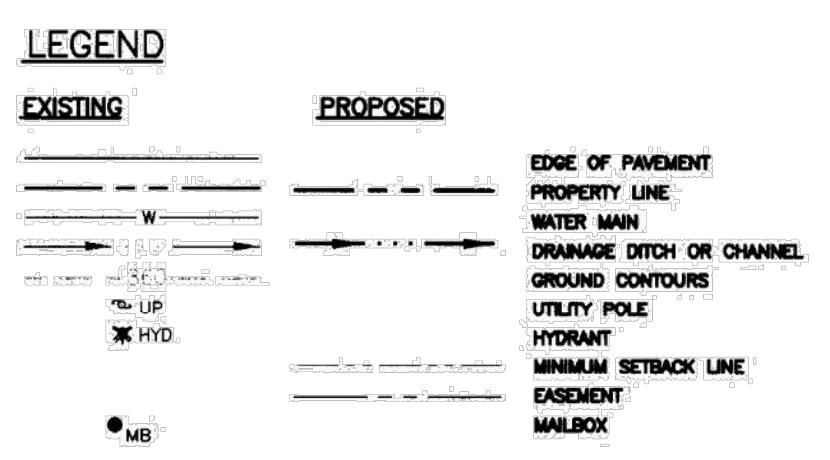 LEGEND
EXISTING PROPOSED
EDGE OF PAVEMENT
PROPERTY LINE
W WATER MAIN
DRAINAGE DITCH OR CHANNEL
GROUND CONTOURS
UP UTILITY POLE
HYD HYDRANT
MINIMUM SETBACK LINE
EASEMENT
MB MAILBOX